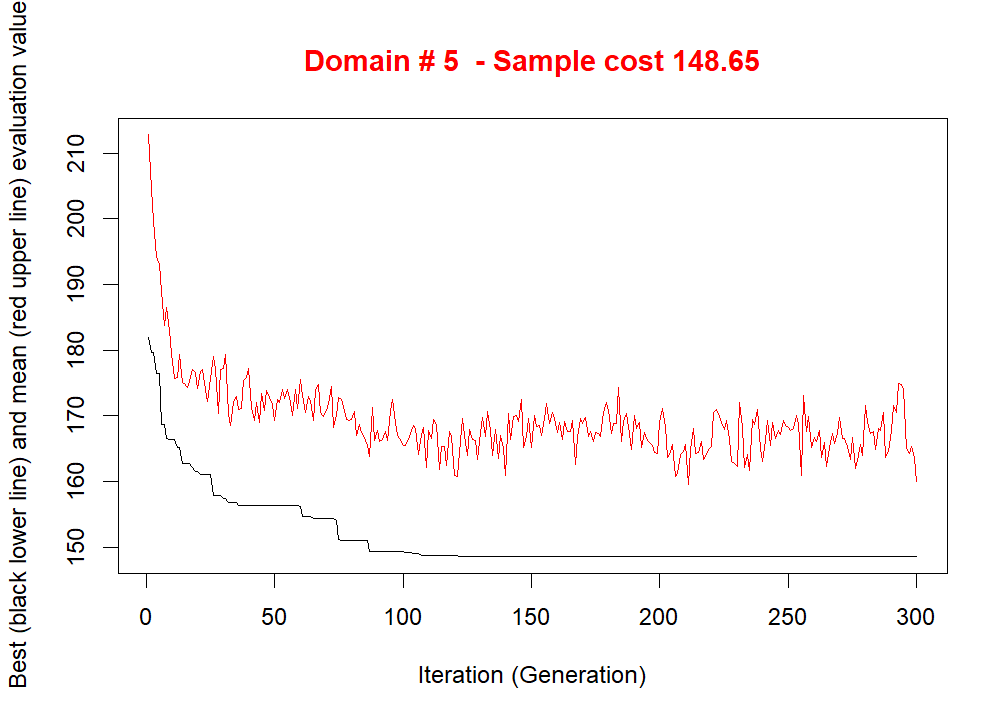 Domain # 5  - Sample cost 148.65
Best (black lower line) and mean (red upper line) evaluation value
210
200
190
180
170
160
150
0 50 100 150 200 250 300
Iteration (Generation)